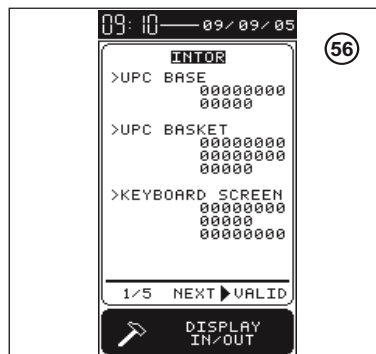 09:10 09/09/05
56
INTOR
>UPC BASE
00000000
00000
>UPC BASKET
00000000
00000000
00000
>KEYBOARD SCREEN
00000000
00000
00000000
1/5 NEXT▶VALID
DISPLAY
IN/OUT